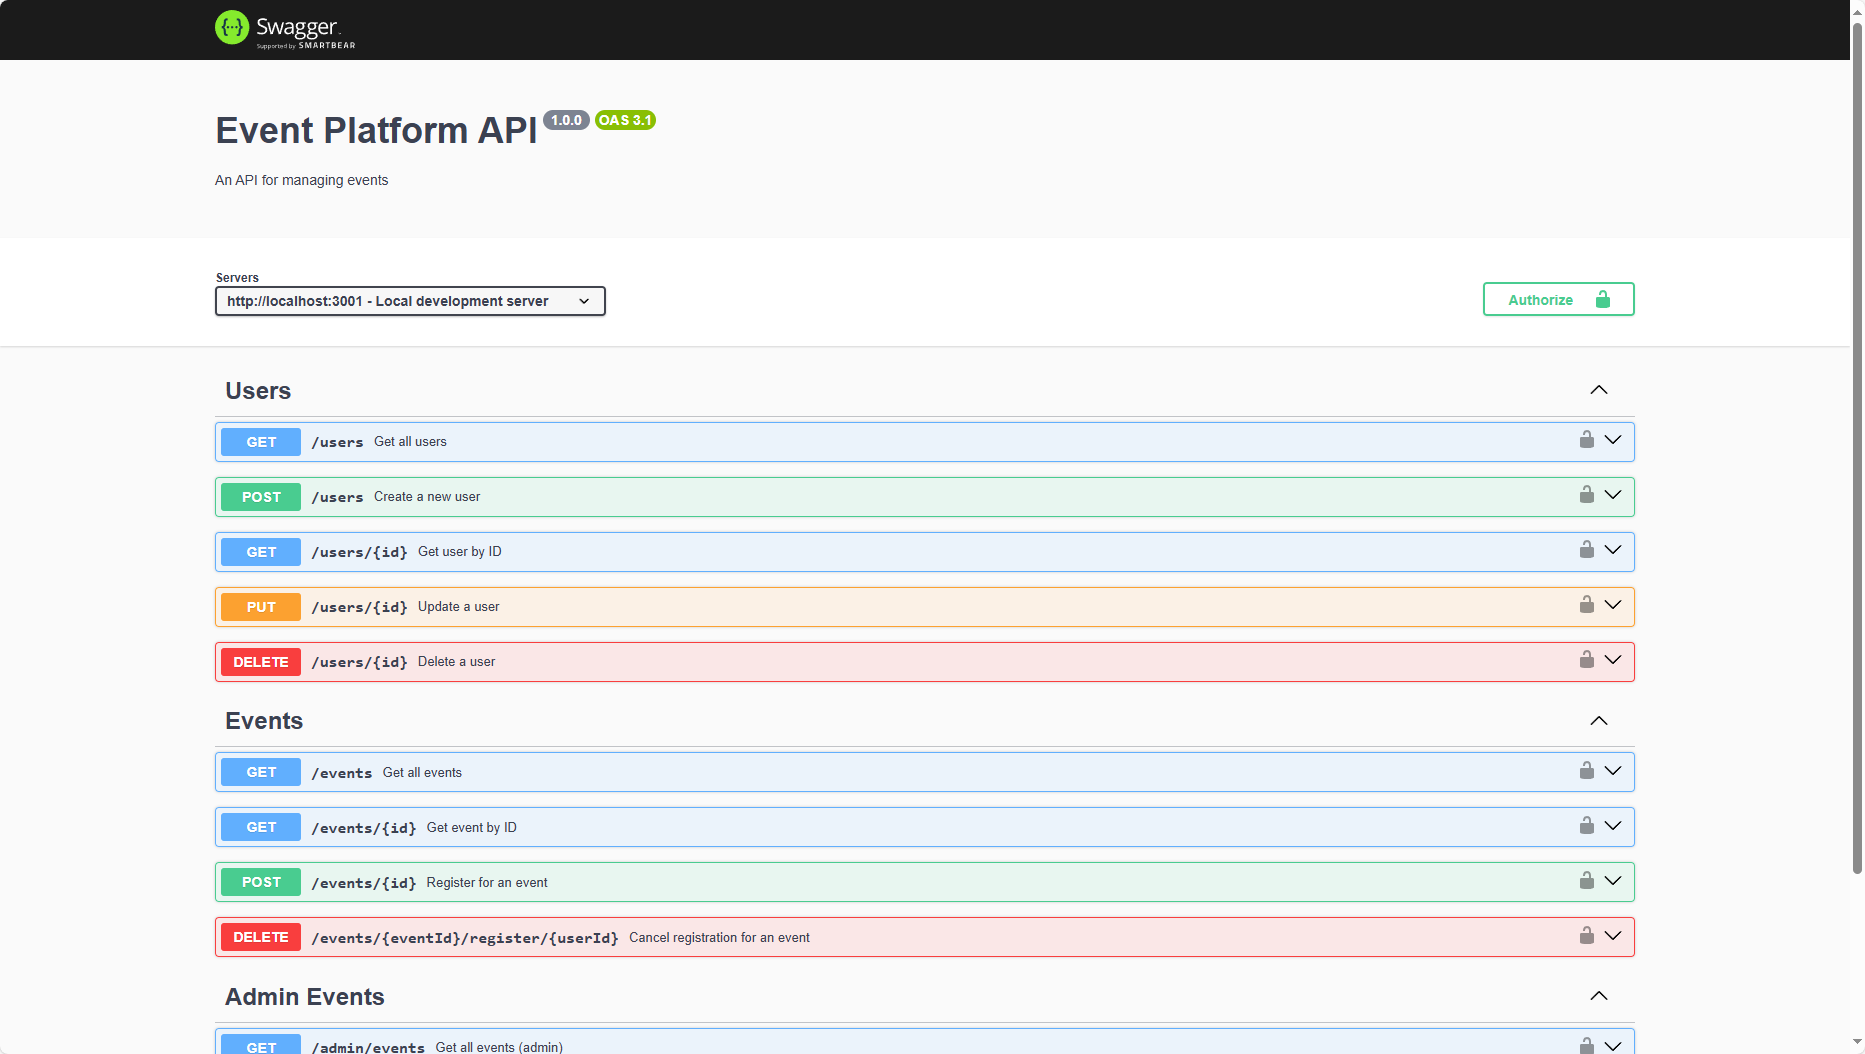 Swagger
Supported by SMARTBEAR
Event Platform API 1.0.0 OAS 3.1
An API for managing events
Servers
http://localhost:3001 - Local development server
Authorize
Users
GET /users Get all users
POST /users Create a new user
GET /users/{id} Get user by ID
PUT /users/{id} Update a user
DELETE /users/{id} Delete a user
Events
GET /events Get all events
GET /events/{id} Get event by ID
POST /events/{id} Register for an event
DELETE /events/{eventId}/register/{userId} Cancel registration for an event
Admin Events
GET /admin/events Get all events (admin)